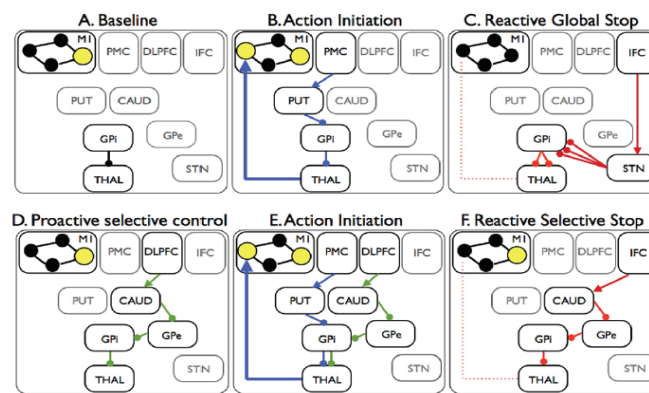 A. Baseline
B. Action Initiation
C. Reactive Global Stop
MI PMC DLPFC IFC
MI PMC DLPFC IFC
MI PMC DLPFC IFC
PUT CAUD
PUT CAUD
PUT CAUD
GPi GPe
GPi GPe
GPi GPe
THAL STN
THAL STN
THAL STN
D. Proactive selective control
E. Action Initiation
F. Reactive Selective Stop
MI PMC DLPFC IFC
MI PMC DLPFC IFC
MI PMC DLPFC IFC
PUT CAUD
PUT CAUD
PUT CAUD
GPi GPe
GPi GPe
GPi GPe
THAL STN
THAL STN
THAL STN